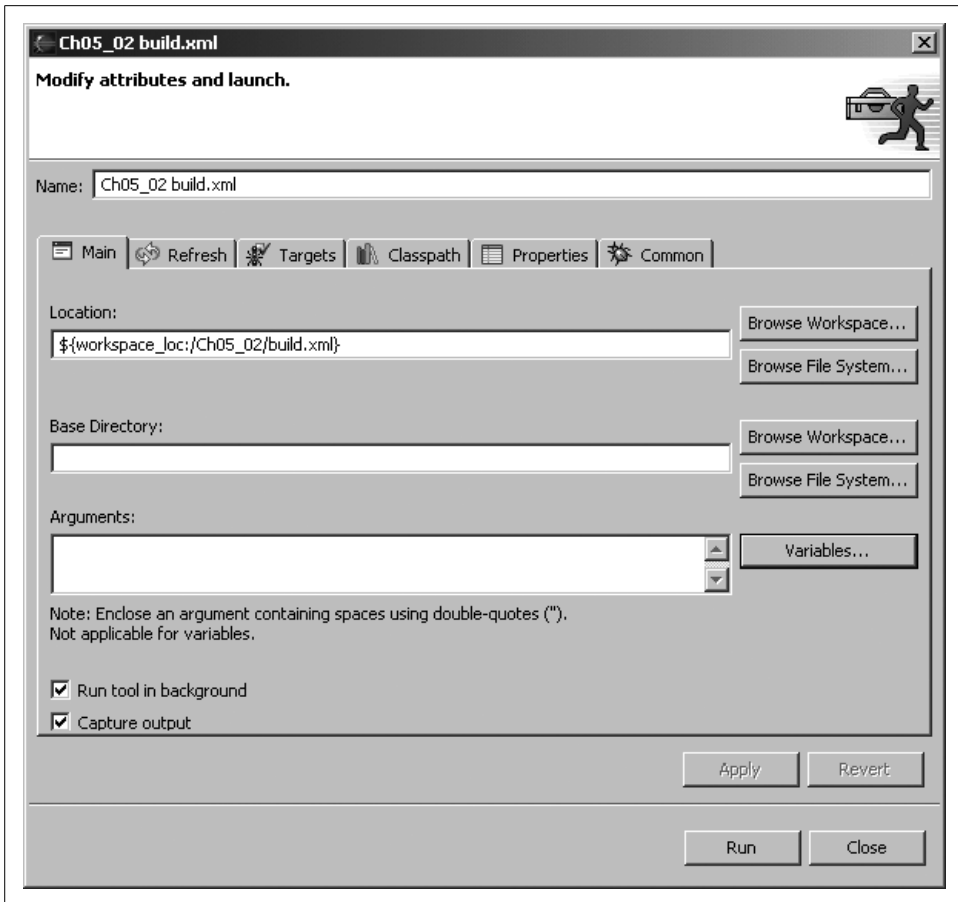 Ch05_02 build.xml
Modify attributes and launch.
Name: Ch05_02 build.xml
Main Refresh Targets Classpath Properties Common
Location:
Browse Workspace...
${workspace_loc:/Ch05_02/build.xml}
Browse File System...
Base Directory:
Browse Workspace...
Browse File System...
Arguments:
Variables...
Note: Enclose an argument containing spaces using double-quotes (").
Not applicable for variables.
Run tool in background
Capture output
Apply Revert
Run Close